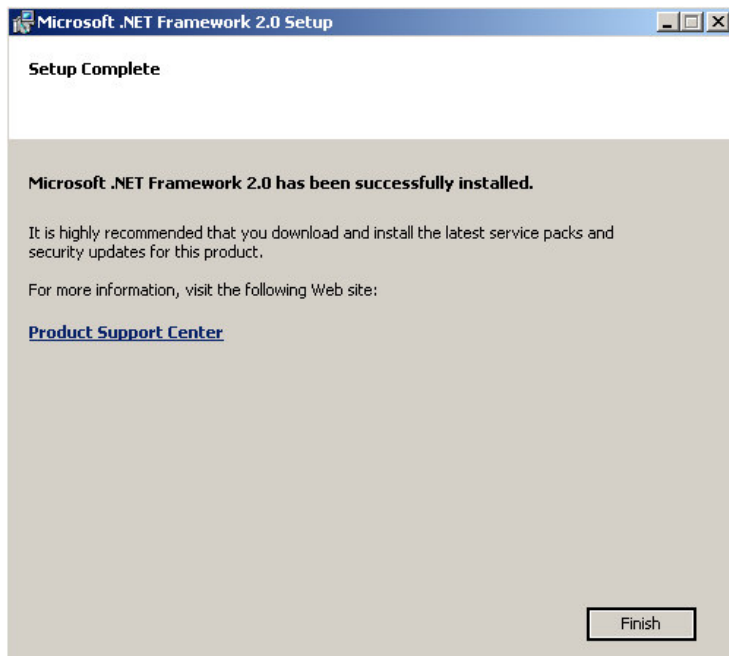 Microsoft .NET Framework 2.0 Setup
Setup Complete
Microsoft .NET Framework 2.0 has been successfully installed.
It is highly recommended that you download and install the latest service packs and
security updates for this product.
For more information, visit the following Web site:
Product Support Center
Finish